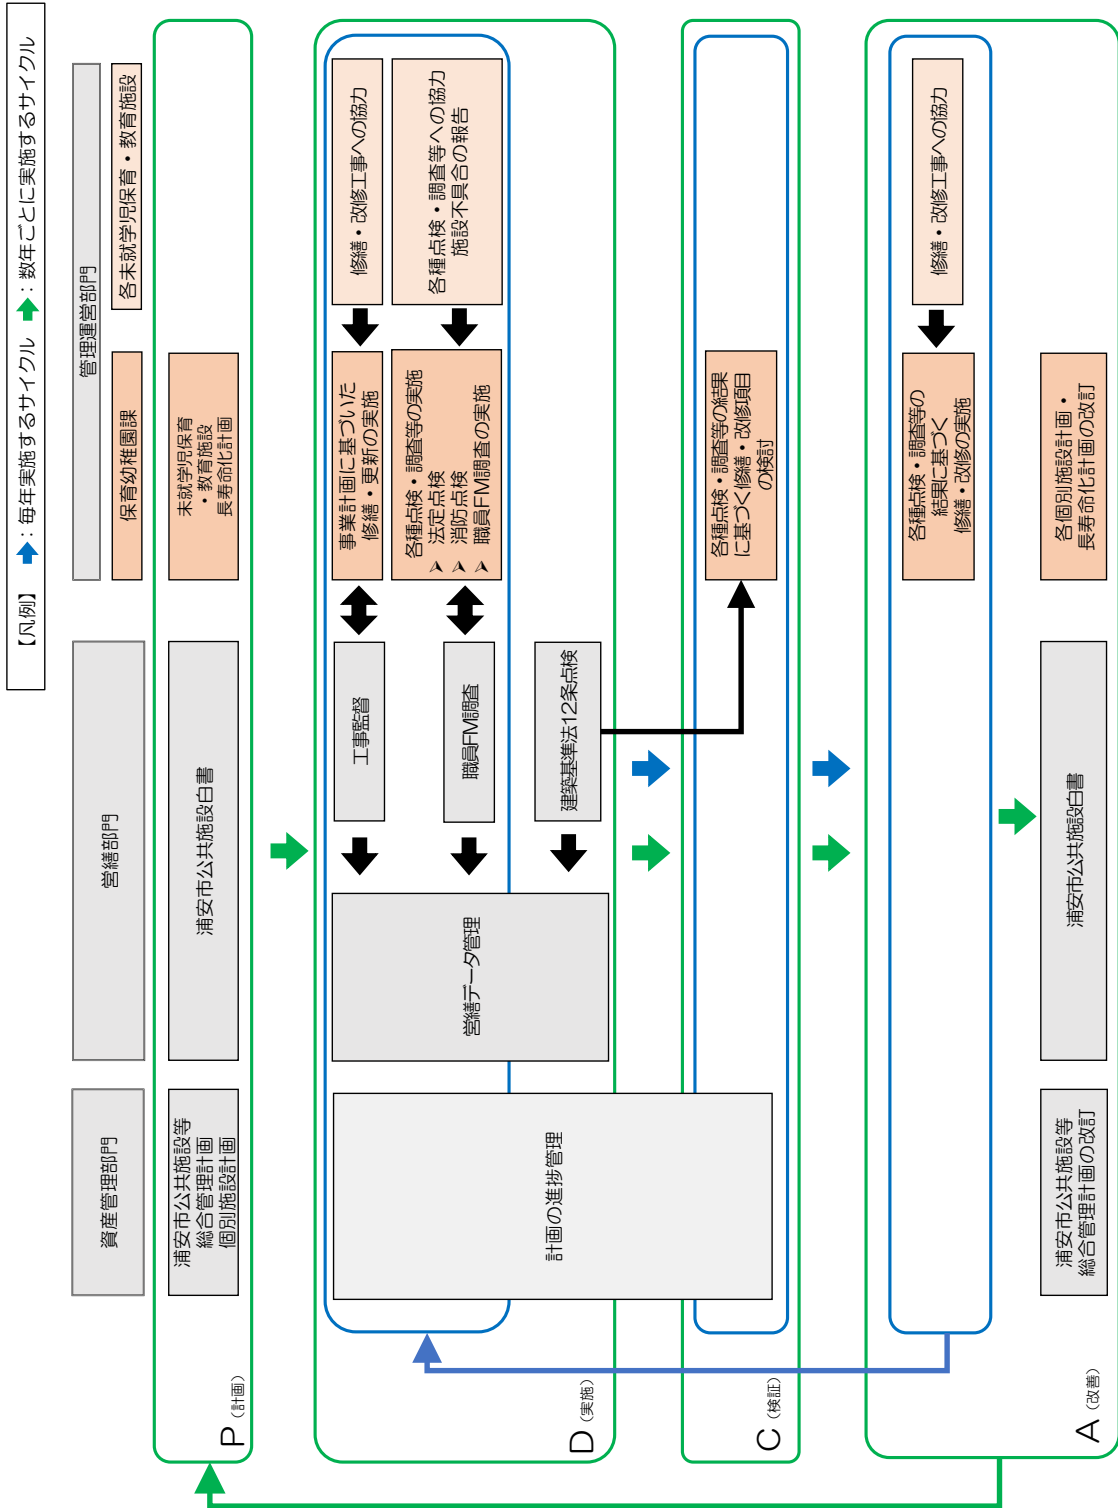 【凡例】 ：毎年実施するサイクル ：数年ごとに実施するサイクル
資産管理部門
営繕部門
管理運営部門
保育幼稚園課
各未就学児保育・教育施設
P（計画）
浦安市公共施設等
総合管理計画
個別施設計画
浦安市公共施設白書
未就学児保育
・教育施設
長寿命化計画
D（実施）
計画の進捗管理
営繕データ管理
工事監督
事業計画に基づいた
修繕・更新の実施
修繕・改修工事への協力
職員FM調査
各種点検・調査等の実施
➢ 法定点検
➢ 消防点検
➢ 職員FM調査の実施
各種点検・調査等への協力
施設不具合の報告
建築基準法12条点検
C（検証）
各種点検・調査等の結果
に基づく修繕・改修項目
の検討
A（改善）
各種点検・調査等の
結果に基づく
修繕・改修の実施
修繕・改修工事への協力
浦安市公共施設等
総合管理計画の改訂
浦安市公共施設白書
各個別施設計画・
長寿命化計画の改訂